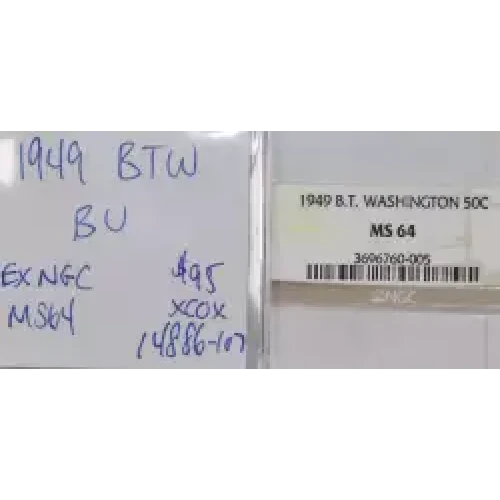 1949 BTW
BU
EX NGC $95
MS64 XCOX
14886-107
1949 B.T. WASHINGTON 50C
MS 64
3696760-005
NGC